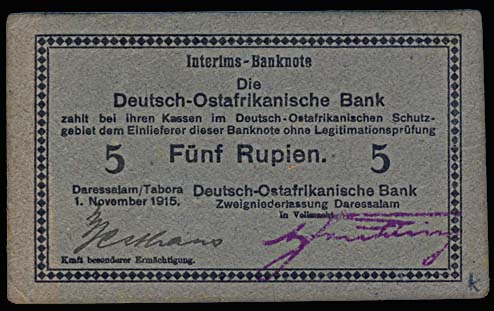 Interims-Banknote
Die
Deutsch-Ostafrikanische Bank
zahlt bei ihren Kassen im Deutsch-Ostafrikanischen Schutz-
gebiet dem Einlieferer dieser Banknote ohne Legitimationsprüfung
5 Fünf Rupien. 5
Daressalam/Tabora Deutsch-Ostafrikanische Bank
1. November 1915. Zweigniederlassung Daressalam
In Vollmacht
Kraft besonderer Ermächtigung.
k